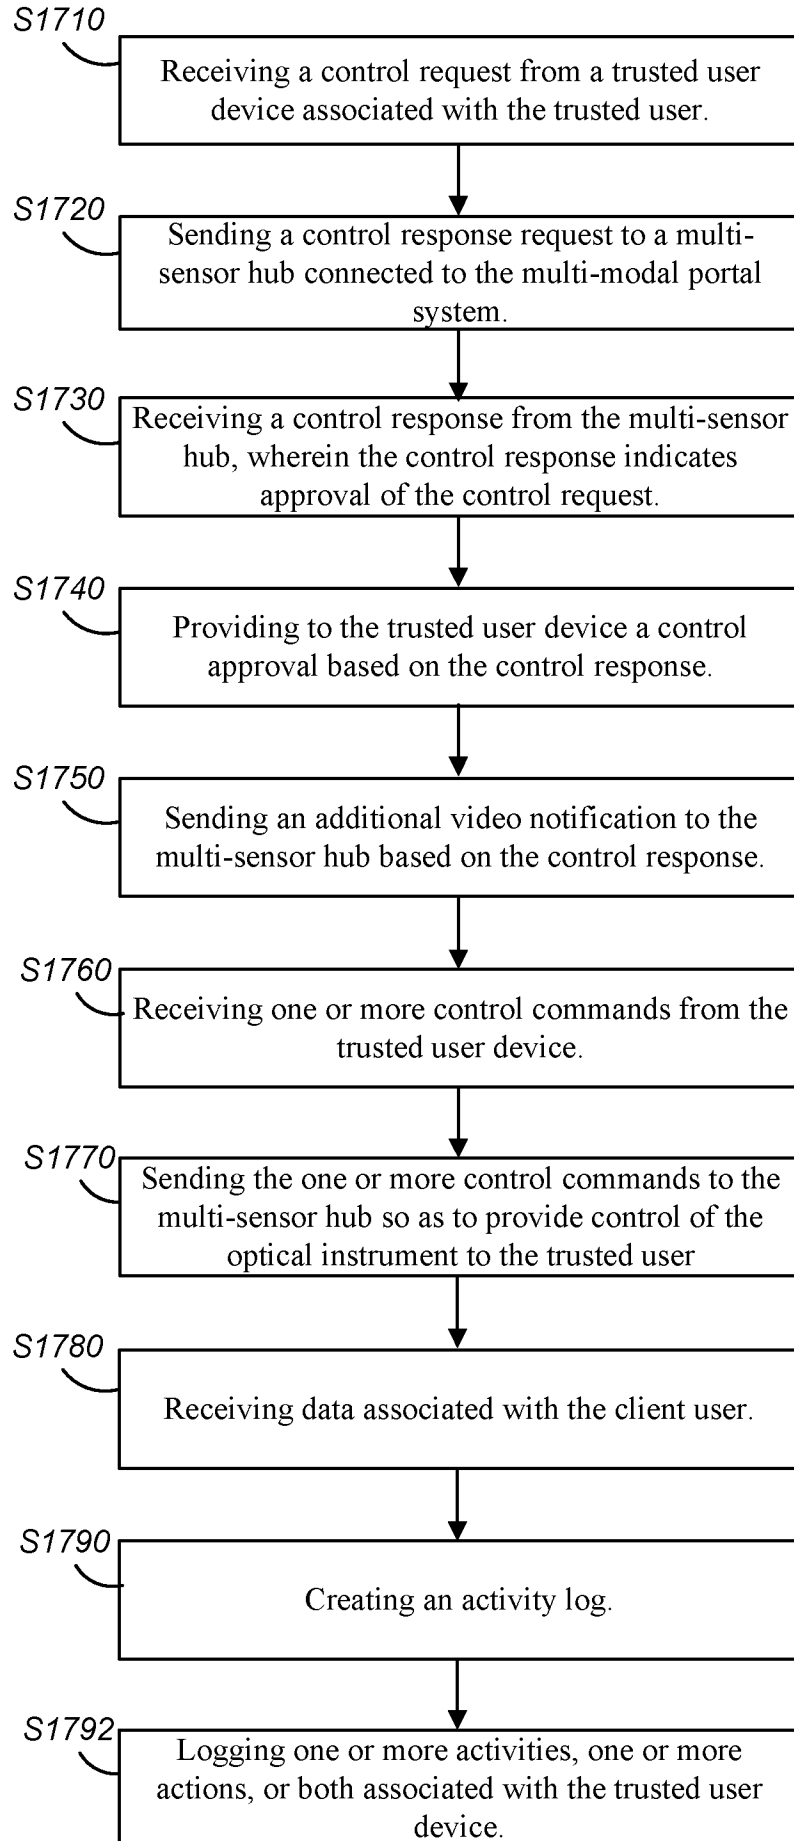 S1710
Receiving a control request from a trusted user
device associated with the trusted user.
S1720
Sending a control response request to a multi-
sensor hub connected to the multi-modal portal
system.
S1730
Receiving a control response from the multi-sensor
hub, wherein the control response indicates
approval of the control request.
S1740
Providing to the trusted user device a control
approval based on the control response.
S1750
Sending an additional video notification to the
multi-sensor hub based on the control response.
S1760
Receiving one or more control commands from the
trusted user device.
S1770
Sending the one or more control commands to the
multi-sensor hub so as to provide control of the
optical instrument to the trusted user
S1780
Receiving data associated with the client user.
S1790
Creating an activity log.
S1792
Logging one or more activities, one or more
actions, or both associated with the trusted user
device.